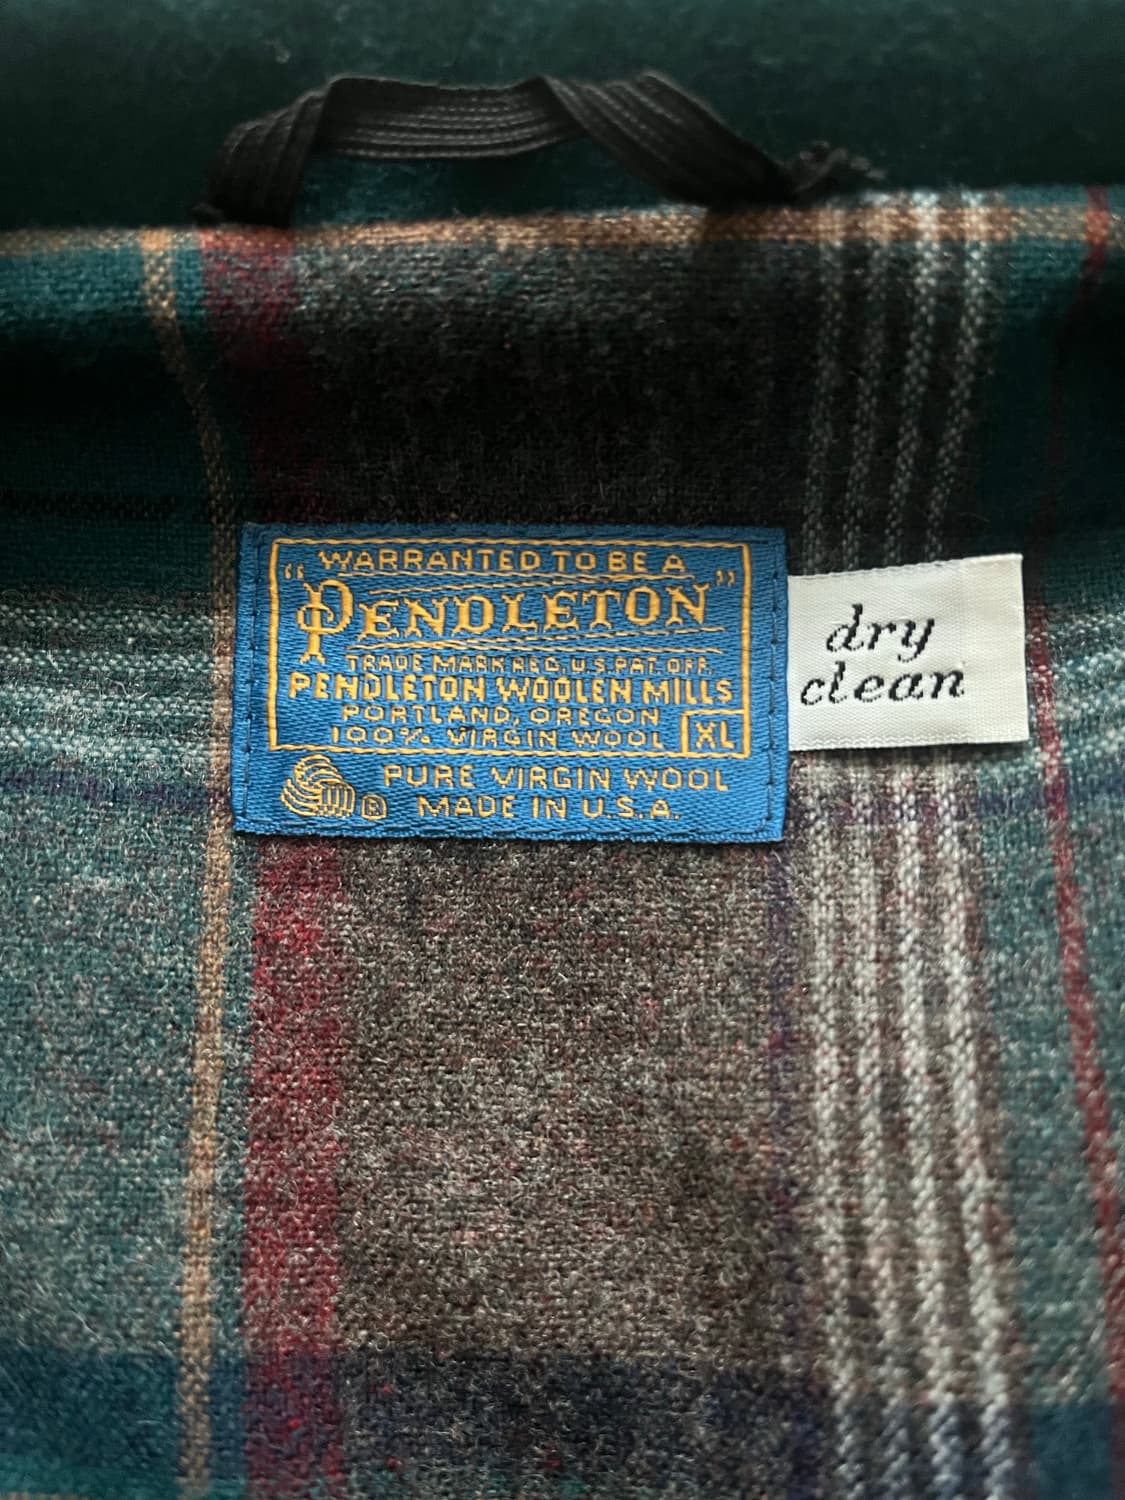 WARRANTED TO BE A
"PENDLETON"
TRADE MARK REG. U.S. PAT. OFF.
PENDLETON WOOLEN MILLS
PORTLAND, OREGON
100% VIRGIN WOOL XL
® PURE VIRGIN WOOL
MADE IN U.S.A.
dry
clean